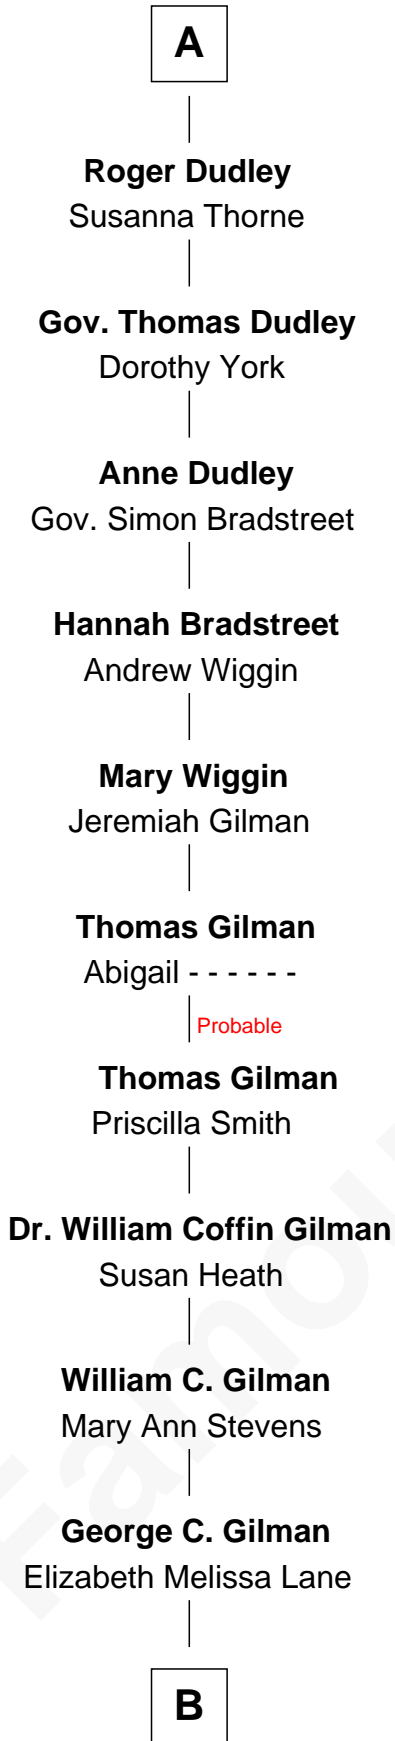 A
Roger Dudley
Susanna Thorne
Gov. Thomas Dudley
Dorothy York
Anne Dudley
Gov. Simon Bradstreet
Hannah Bradstreet
Andrew Wiggin
Mary Wiggin
Jeremiah Gilman
Thomas Gilman
Abigail - - - - - -
Probable
Thomas Gilman
Priscilla Smith
Dr. William Coffin Gilman
Susan Heath
William C. Gilman
Mary Ann Stevens
George C. Gilman
Elizabeth Melissa Lane
B